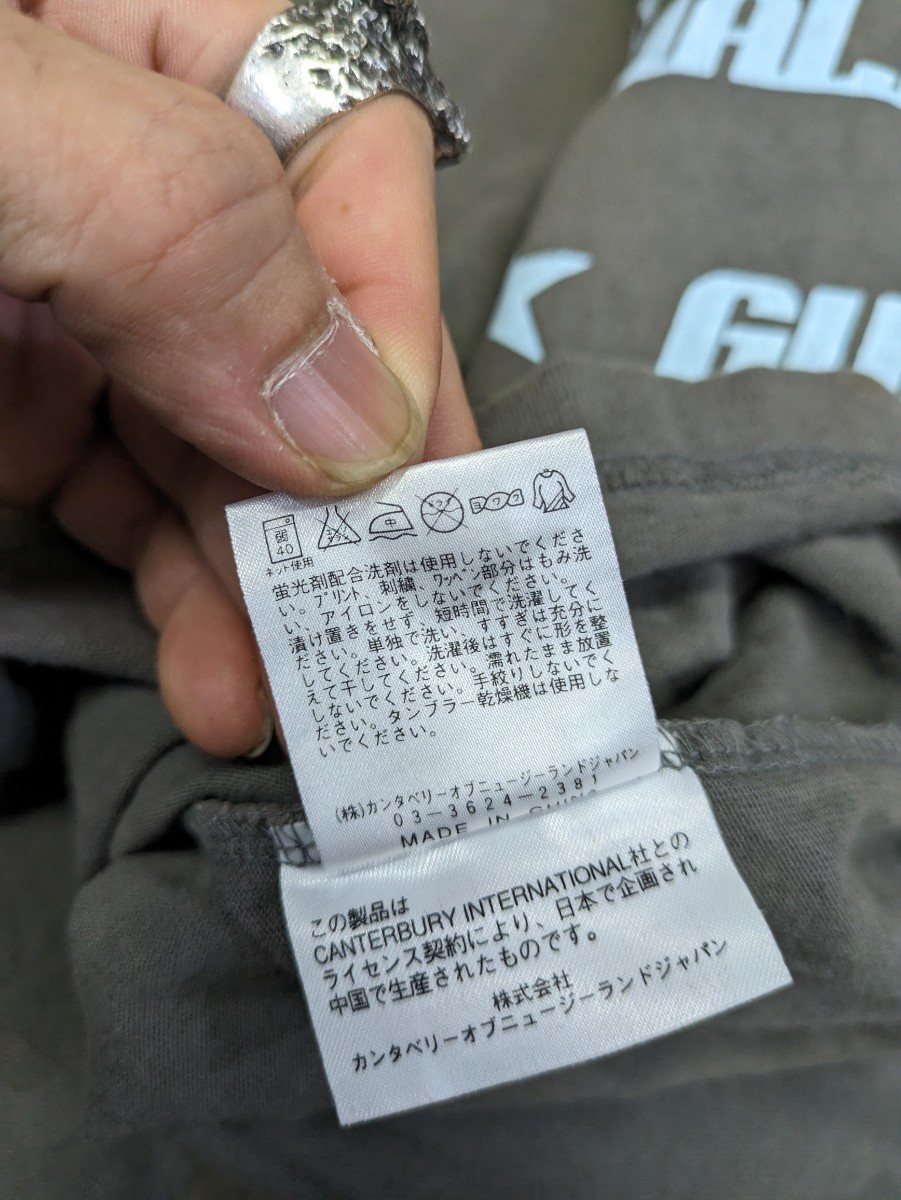 弱
40
ネット使用
エンソ
サラシ
中
ドライ
ヨワク
蛍光剤配合洗剤は使用しないでくださ
い。プリント、刺繍、ワッペン部分はもみ洗
い、アイロンをしないでください。
漬け置きをせず、短時間で洗濯してく
ださい。単独で洗い、すすぎは充分に
してください。洗濯後はすぐに形を整
えて干してください。濡れたまま放置
しないでください。手絞りしないでく
ださい。タンブラー乾燥機は使用しな
いでください。
(株)カンタベリーオブニュージーランドジャパン
03-3624-2381
MADE IN CHINA
この製品は
CANTERBURY INTERNATIONAL社との
ライセンス契約により、日本で企画され
中国で生産されたものです。
株式会社
カンタベリーオブニュージーランドジャパン